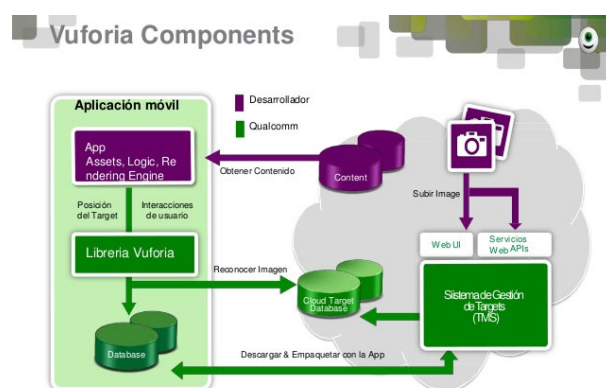 Vuforia Components
Aplicación móvil
Desarrollador
Qualcomm
App
Assets, Logic, Re
ndering Engine
Obtener Contenido
Content
Subir Image
Posición
del Target
Interacciones
de usuario
Web UI
Servicios
Web APIs
Libreria Vuforia
Reconocer Imagen
Cloud Target
Database
Sistema de Gestión
de Targets
(TMS)
Database
Descargar & Empaquetar con la App